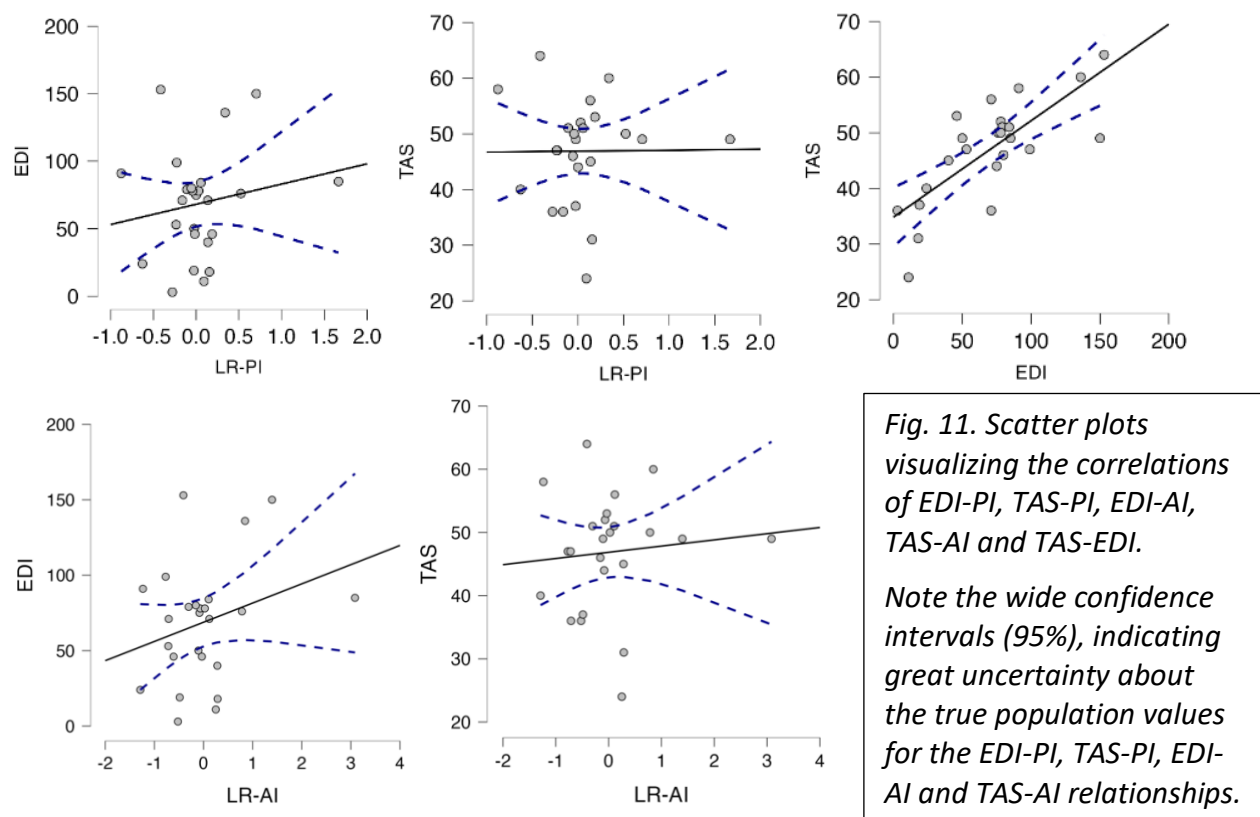 200
150
100
50
0
EDI
-1.0 -0.5 0.0 0.5 1.0 1.5 2.0
LR-PI
70
60
50
40
30
20
TAS
-1.0 -0.5 0.0 0.5 1.0 1.5 2.0
LR-PI
70
60
50
40
30
20
TAS
0 50 100 150 200
EDI
200
150
100
50
0
EDI
-2 -1 0 1 2 3 4
LR-AI
70
60
50
40
30
20
TAS
-2 -1 0 1 2 3 4
LR-AI
Fig. 11. Scatter plots
visualizing the correlations
of EDI-PI, TAS-PI, EDI-AI,
TAS-AI and TAS-EDI.
Note the wide confidence
intervals (95%), indicating
great uncertainty about
the true population values
for the EDI-PI, TAS-PI, EDI-
AI and TAS-AI relationships.